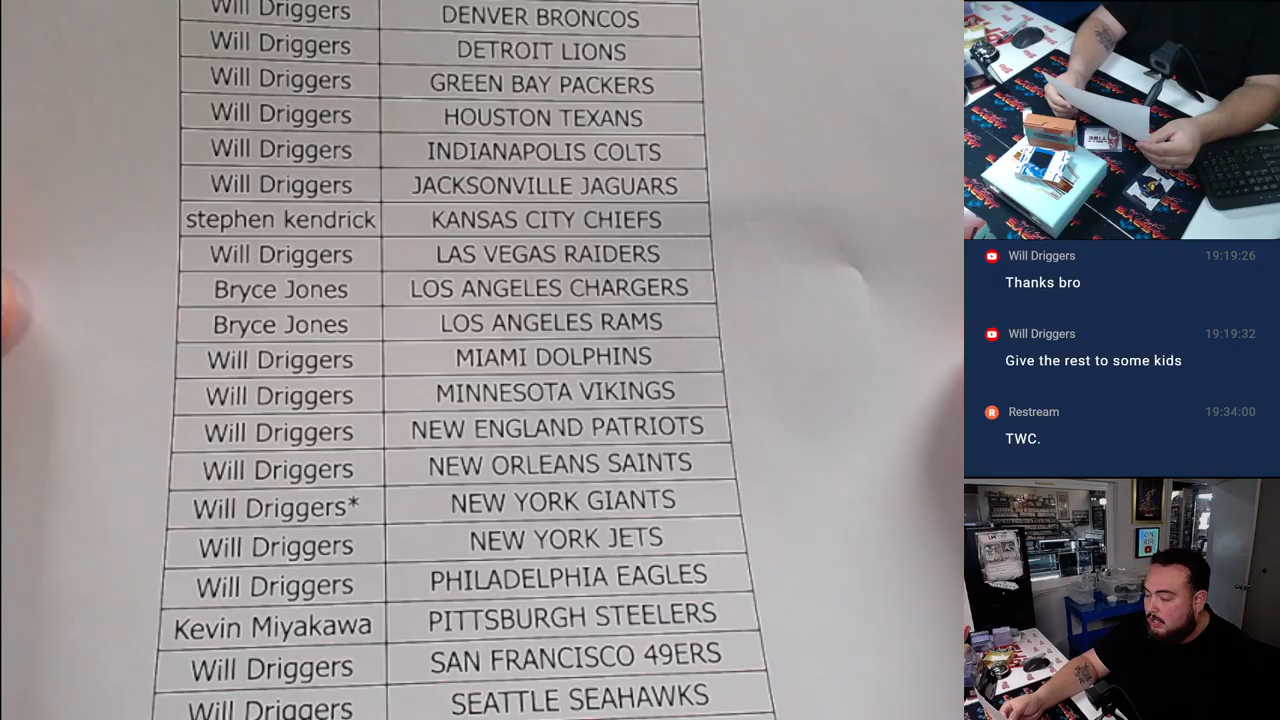 Will Driggers DENVER BRONCOS
Will Driggers DETROIT LIONS
Will Driggers GREEN BAY PACKERS
Will Driggers HOUSTON TEXANS
Will Driggers INDIANAPOLIS COLTS
Will Driggers JACKSONVILLE JAGUARS
stephen kendrick KANSAS CITY CHIEFS
Will Driggers LAS VEGAS RAIDERS
Bryce Jones LOS ANGELES CHARGERS
Bryce Jones LOS ANGELES RAMS
Will Driggers MIAMI DOLPHINS
Will Driggers MINNESOTA VIKINGS
Will Driggers NEW ENGLAND PATRIOTS
Will Driggers NEW ORLEANS SAINTS
Will Driggers* NEW YORK GIANTS
Will Driggers NEW YORK JETS
Will Driggers PHILADELPHIA EAGLES
Kevin Miyakawa PITTSBURGH STEELERS
Will Driggers SAN FRANCISCO 49ERS
Will Driggers SEATTLE SEAHAWKS
Will Driggers 19:19:26
Thanks bro
Will Driggers 19:19:32
Give the rest to some kids
R Restream 19:34:00
TWC.
ON
AIR